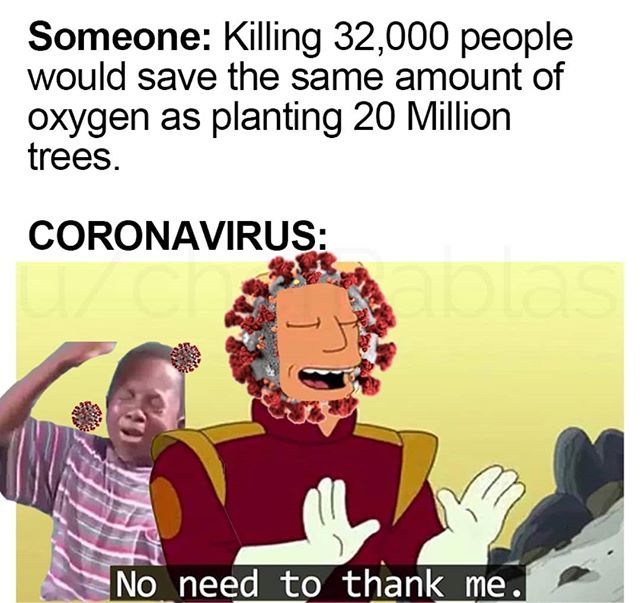 Someone: Killing 32,000 people
would save the same amount of
oxygen as planting 20 Million
trees.
CORONAVIRUS:
No need to thank me.